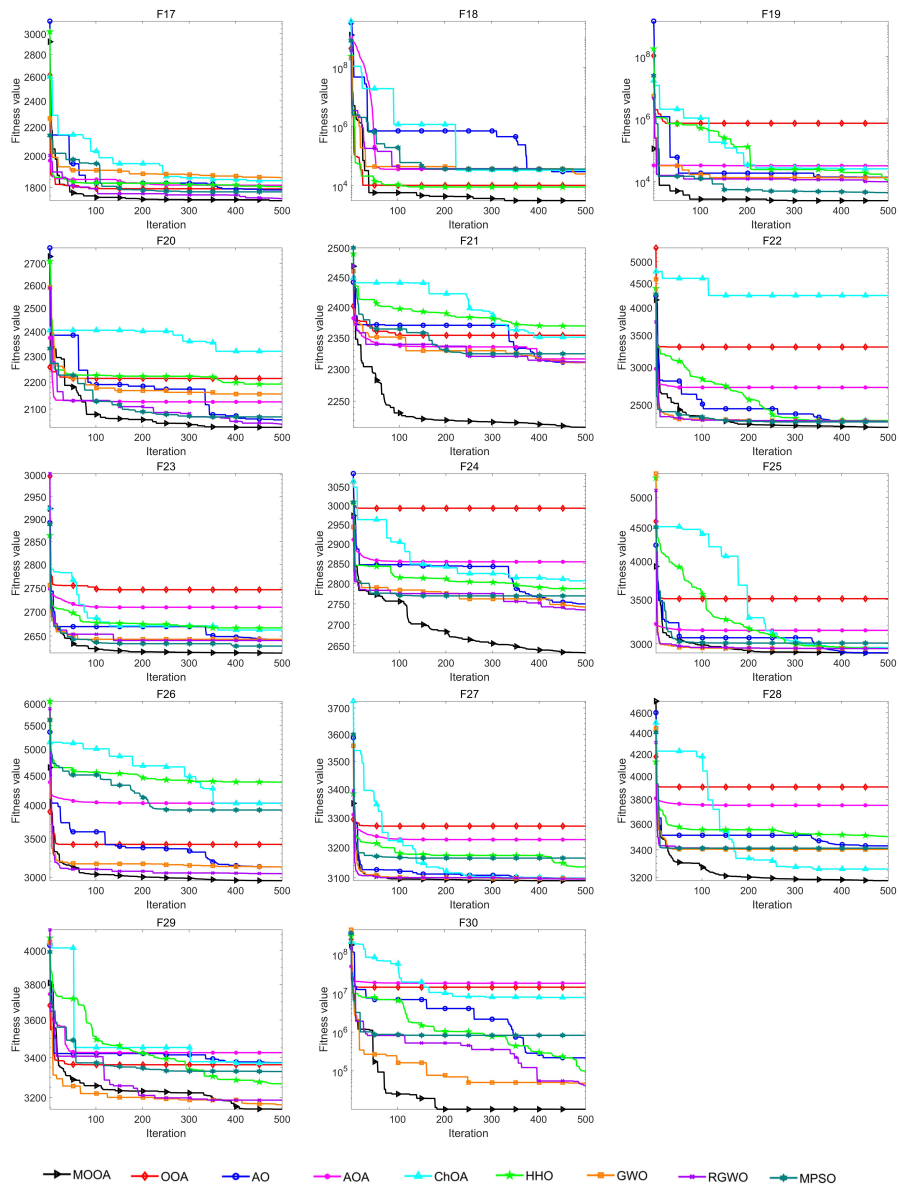 F17
Fitness value
3000
2800
2600
2400
2200
2000
1800
100 200 300 400 500
Iteration
F18
Fitness value
10^8
10^6
10^4
100 200 300 400 500
Iteration
F19
Fitness value
10^8
10^6
10^4
100 200 300 400 500
Iteration
F20
Fitness value
2700
2600
2500
2400
2300
2200
2100
100 200 300 400 500
Iteration
F21
Fitness value
2500
2450
2400
2350
2300
2250
100 200 300 400 500
Iteration
F22
Fitness value
5000
4500
4000
3500
3000
2500
100 200 300 400 500
Iteration
F23
Fitness value
3000
2950
2900
2850
2800
2750
2700
2650
100 200 300 400 500
Iteration
F24
Fitness value
3050
3000
2950
2900
2850
2800
2750
2700
2650
100 200 300 400 500
Iteration
F25
Fitness value
5000
4500
4000
3500
3000
100 200 300 400 500
Iteration
F26
Fitness value
6000
5500
5000
4500
4000
3500
3000
100 200 300 400 500
Iteration
F27
Fitness value
3700
3600
3500
3400
3300
3200
3100
100 200 300 400 500
Iteration
F28
Fitness value
4600
4400
4200
4000
3800
3600
3400
3200
100 200 300 400 500
Iteration
F29
Fitness value
4000
3800
3600
3400
3200
100 200 300 400 500
Iteration
F30
Fitness value
10^8
10^7
10^6
10^5
100 200 300 400 500
Iteration
MOOA OOA AO AOA ChOA HHO GWO RGWO MPSO